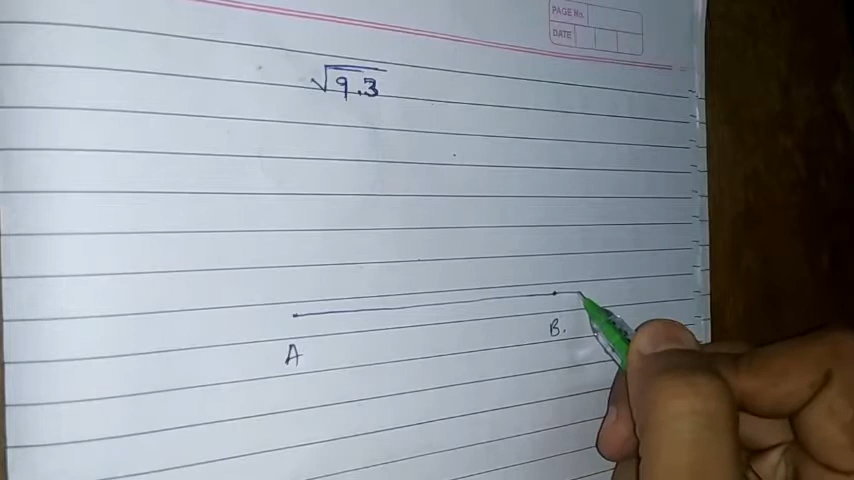 PAGE No.
DATE
√9.3
A
B.